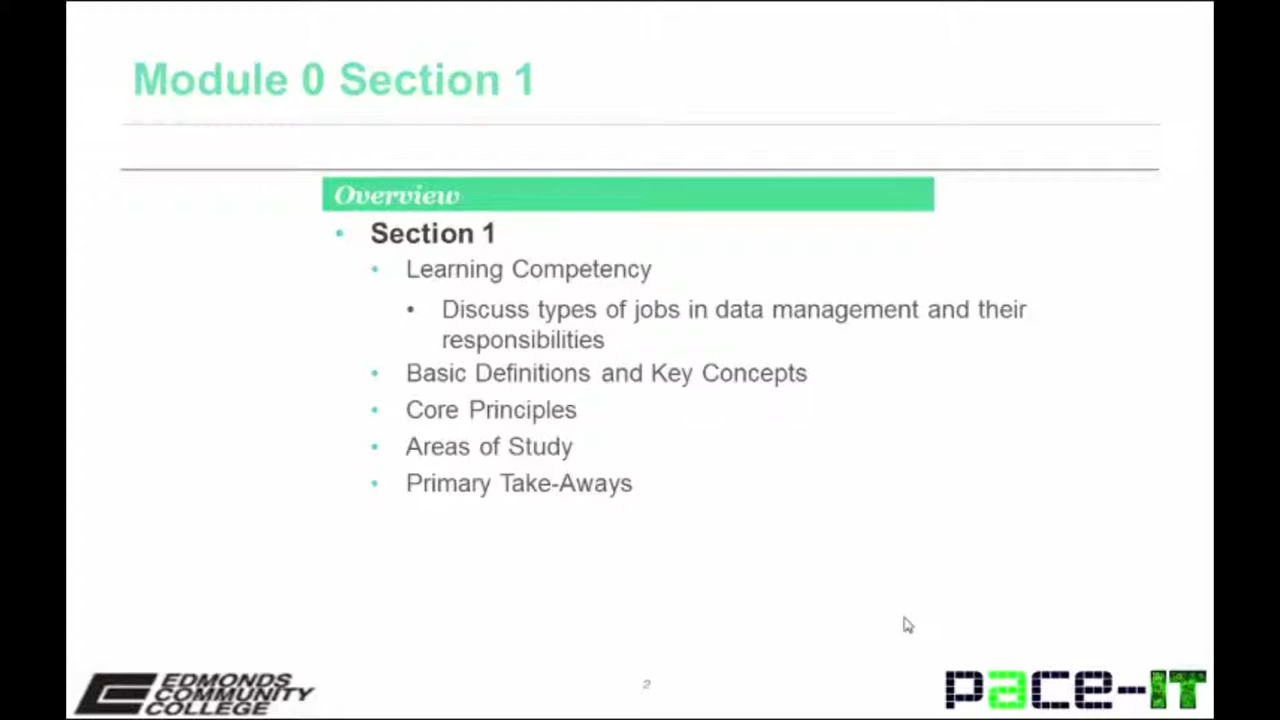 Module 0 Section 1
Overview
• Section 1
• Learning Competency
• Discuss types of jobs in data management and their
responsibilities
• Basic Definitions and Key Concepts
• Core Principles
• Areas of Study
• Primary Take-Aways
EDMONDS
COMMUNITY
COLLEGE
2
pace-IT